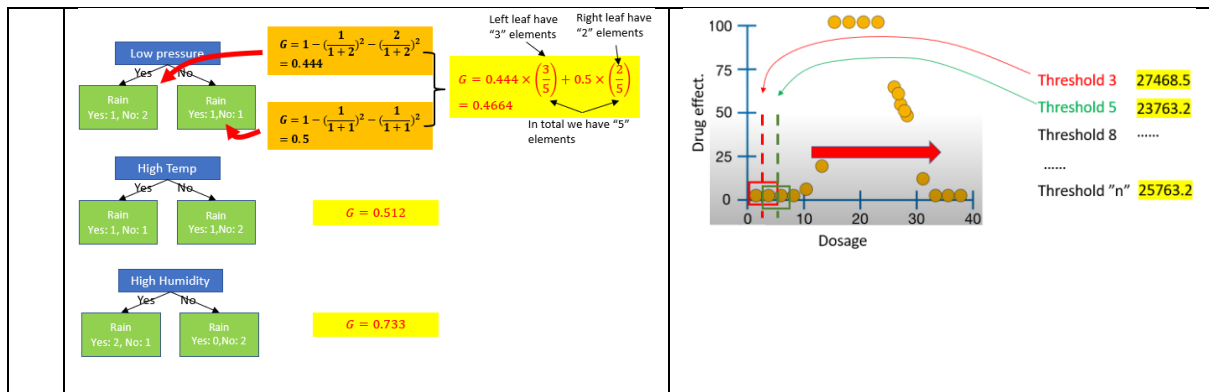 Left leaf have
“3” elements
Right leaf have
“2” elements
Low pressure
Yes
No
Rain
Yes: 1, No: 2
Rain
Yes: 1,No: 1
G = 1 − (1/(1+2))² − (2/(1+2))²
= 0.444
G = 1 − (1/(1+1))² − (1/(1+1))²
= 0.5
G = 0.444 × (3/5) + 0.5 × (2/5)
= 0.4664
In total we have “5”
elements
High Temp
Yes
No
Rain
Yes: 1, No: 1
Rain
Yes: 1,No: 2
G = 0.512
High Humidity
Yes
No
Rain
Yes: 2, No: 1
Rain
Yes: 0,No: 2
G = 0.733
Drug effect.
100
75
50
25
0
0
10
20
30
40
Dosage
Threshold 3 27468.5
Threshold 5 23763.2
Threshold 8 ......
......
Threshold ”n” 25763.2